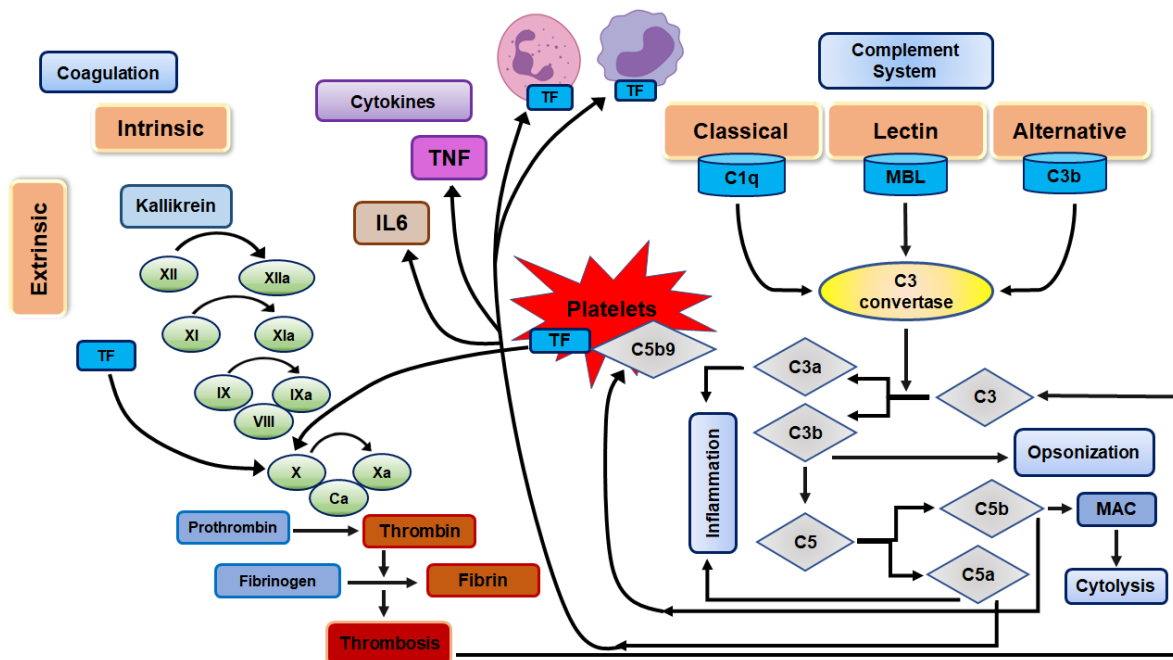 Coagulation
Intrinsic
Extrinsic
Kallikrein
XII
XIIa
XI
XIa
TF
IX
IXa
VIII
X
Xa
Ca
Prothrombin
Thrombin
Fibrinogen
Fibrin
Thrombosis
Cytokines
TNF
IL6
TF
TF
Platelets
TF
C5b9
Complement
System
Classical
Lectin
Alternative
C1q
MBL
C3b
C3
convertase
C3a
C3
C3b
Inflammation
Opsonization
C5b
MAC
C5
C5a
Cytolysis